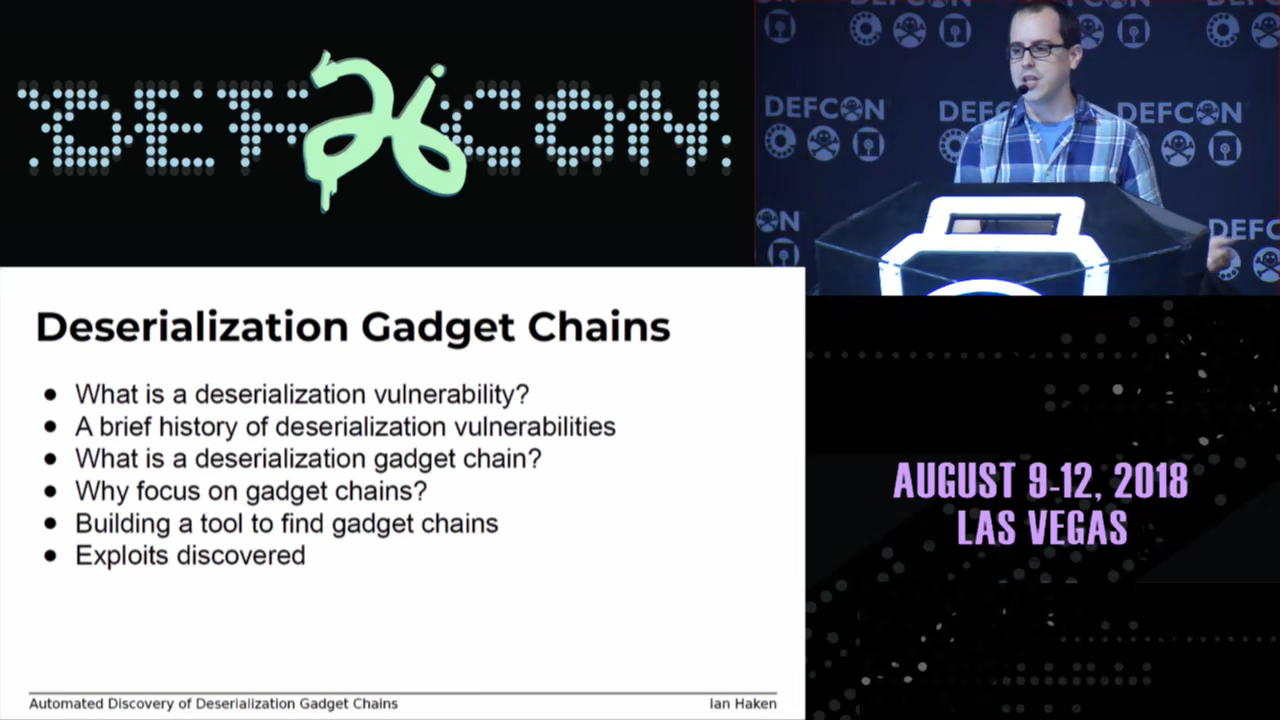 DEFCON
26
DEFCON
DEFCON
DEFCON
CON
DEFC
Deserialization Gadget Chains
● What is a deserialization vulnerability?
● A brief history of deserialization vulnerabilities
● What is a deserialization gadget chain?
● Why focus on gadget chains?
● Building a tool to find gadget chains
● Exploits discovered
AUGUST 9-12, 2018
LAS VEGAS
Automated Discovery of Deserialization Gadget Chains
Ian Haken